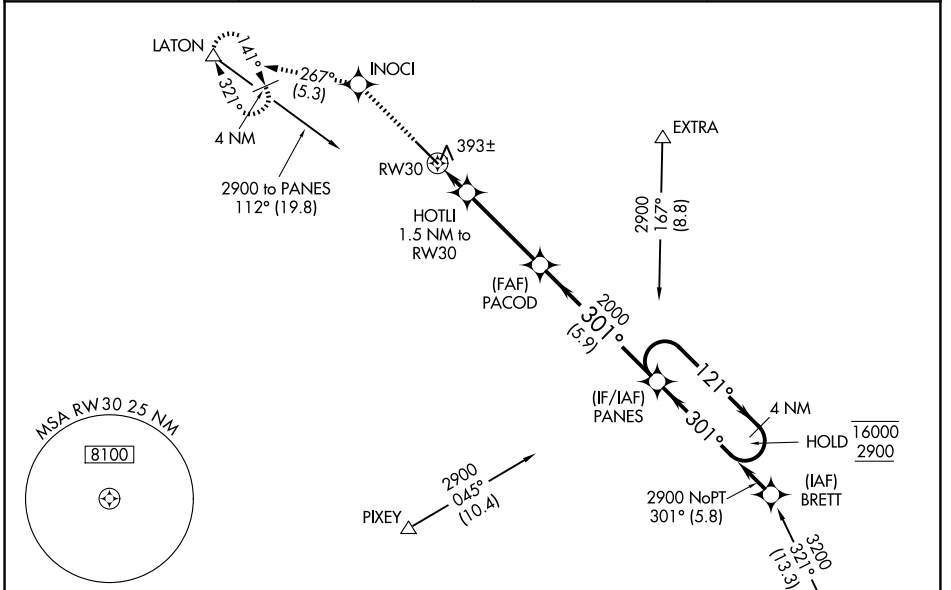 LATON
141°
321°
4 NM
267°
(5.3)
INOCI
393±
RW30
2900 to PANES
112° (19.8)
HOTLI
1.5 NM to
RW30
EXTRA
2900
167°
(8.8)
(FAF)
PACOD
2000
301°
(5.9)
(IF/IAF)
PANES
121°
301°
4 NM
HOLD
16000
2900
(IAF)
BRETT
2900 NoPT
301° (5.8)
3200
321°
(13.3)
PIXEY
2900
045°
(10.4)
MSA RW30 25 NM
8100